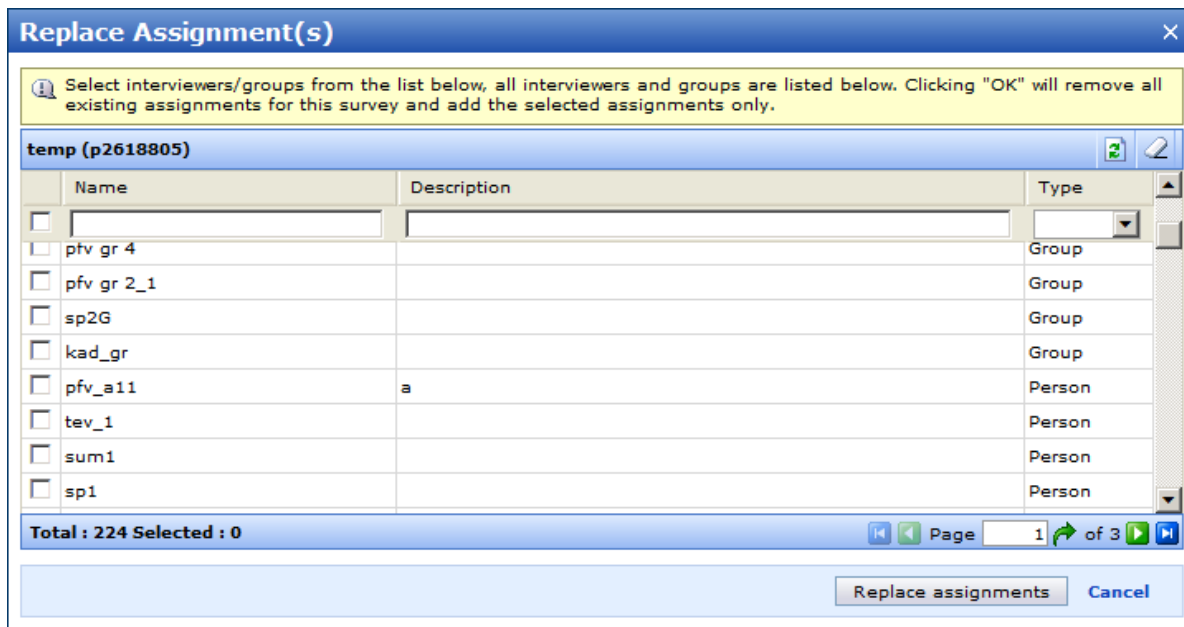 Replace Assignment(s)
Select interviewers/groups from the list below, all interviewers and groups are listed below. Clicking "OK" will remove all
existing assignments for this survey and add the selected assignments only.
temp (p2618805)
Name Description Type
pfv gr 4 Group
pfv gr 2_1 Group
sp2G Group
kad_gr Group
pfv_a11 a Person
tev_1 Person
sum1 Person
sp1 Person
Total : 224 Selected : 0 Page 1 of 3
Replace assignments Cancel